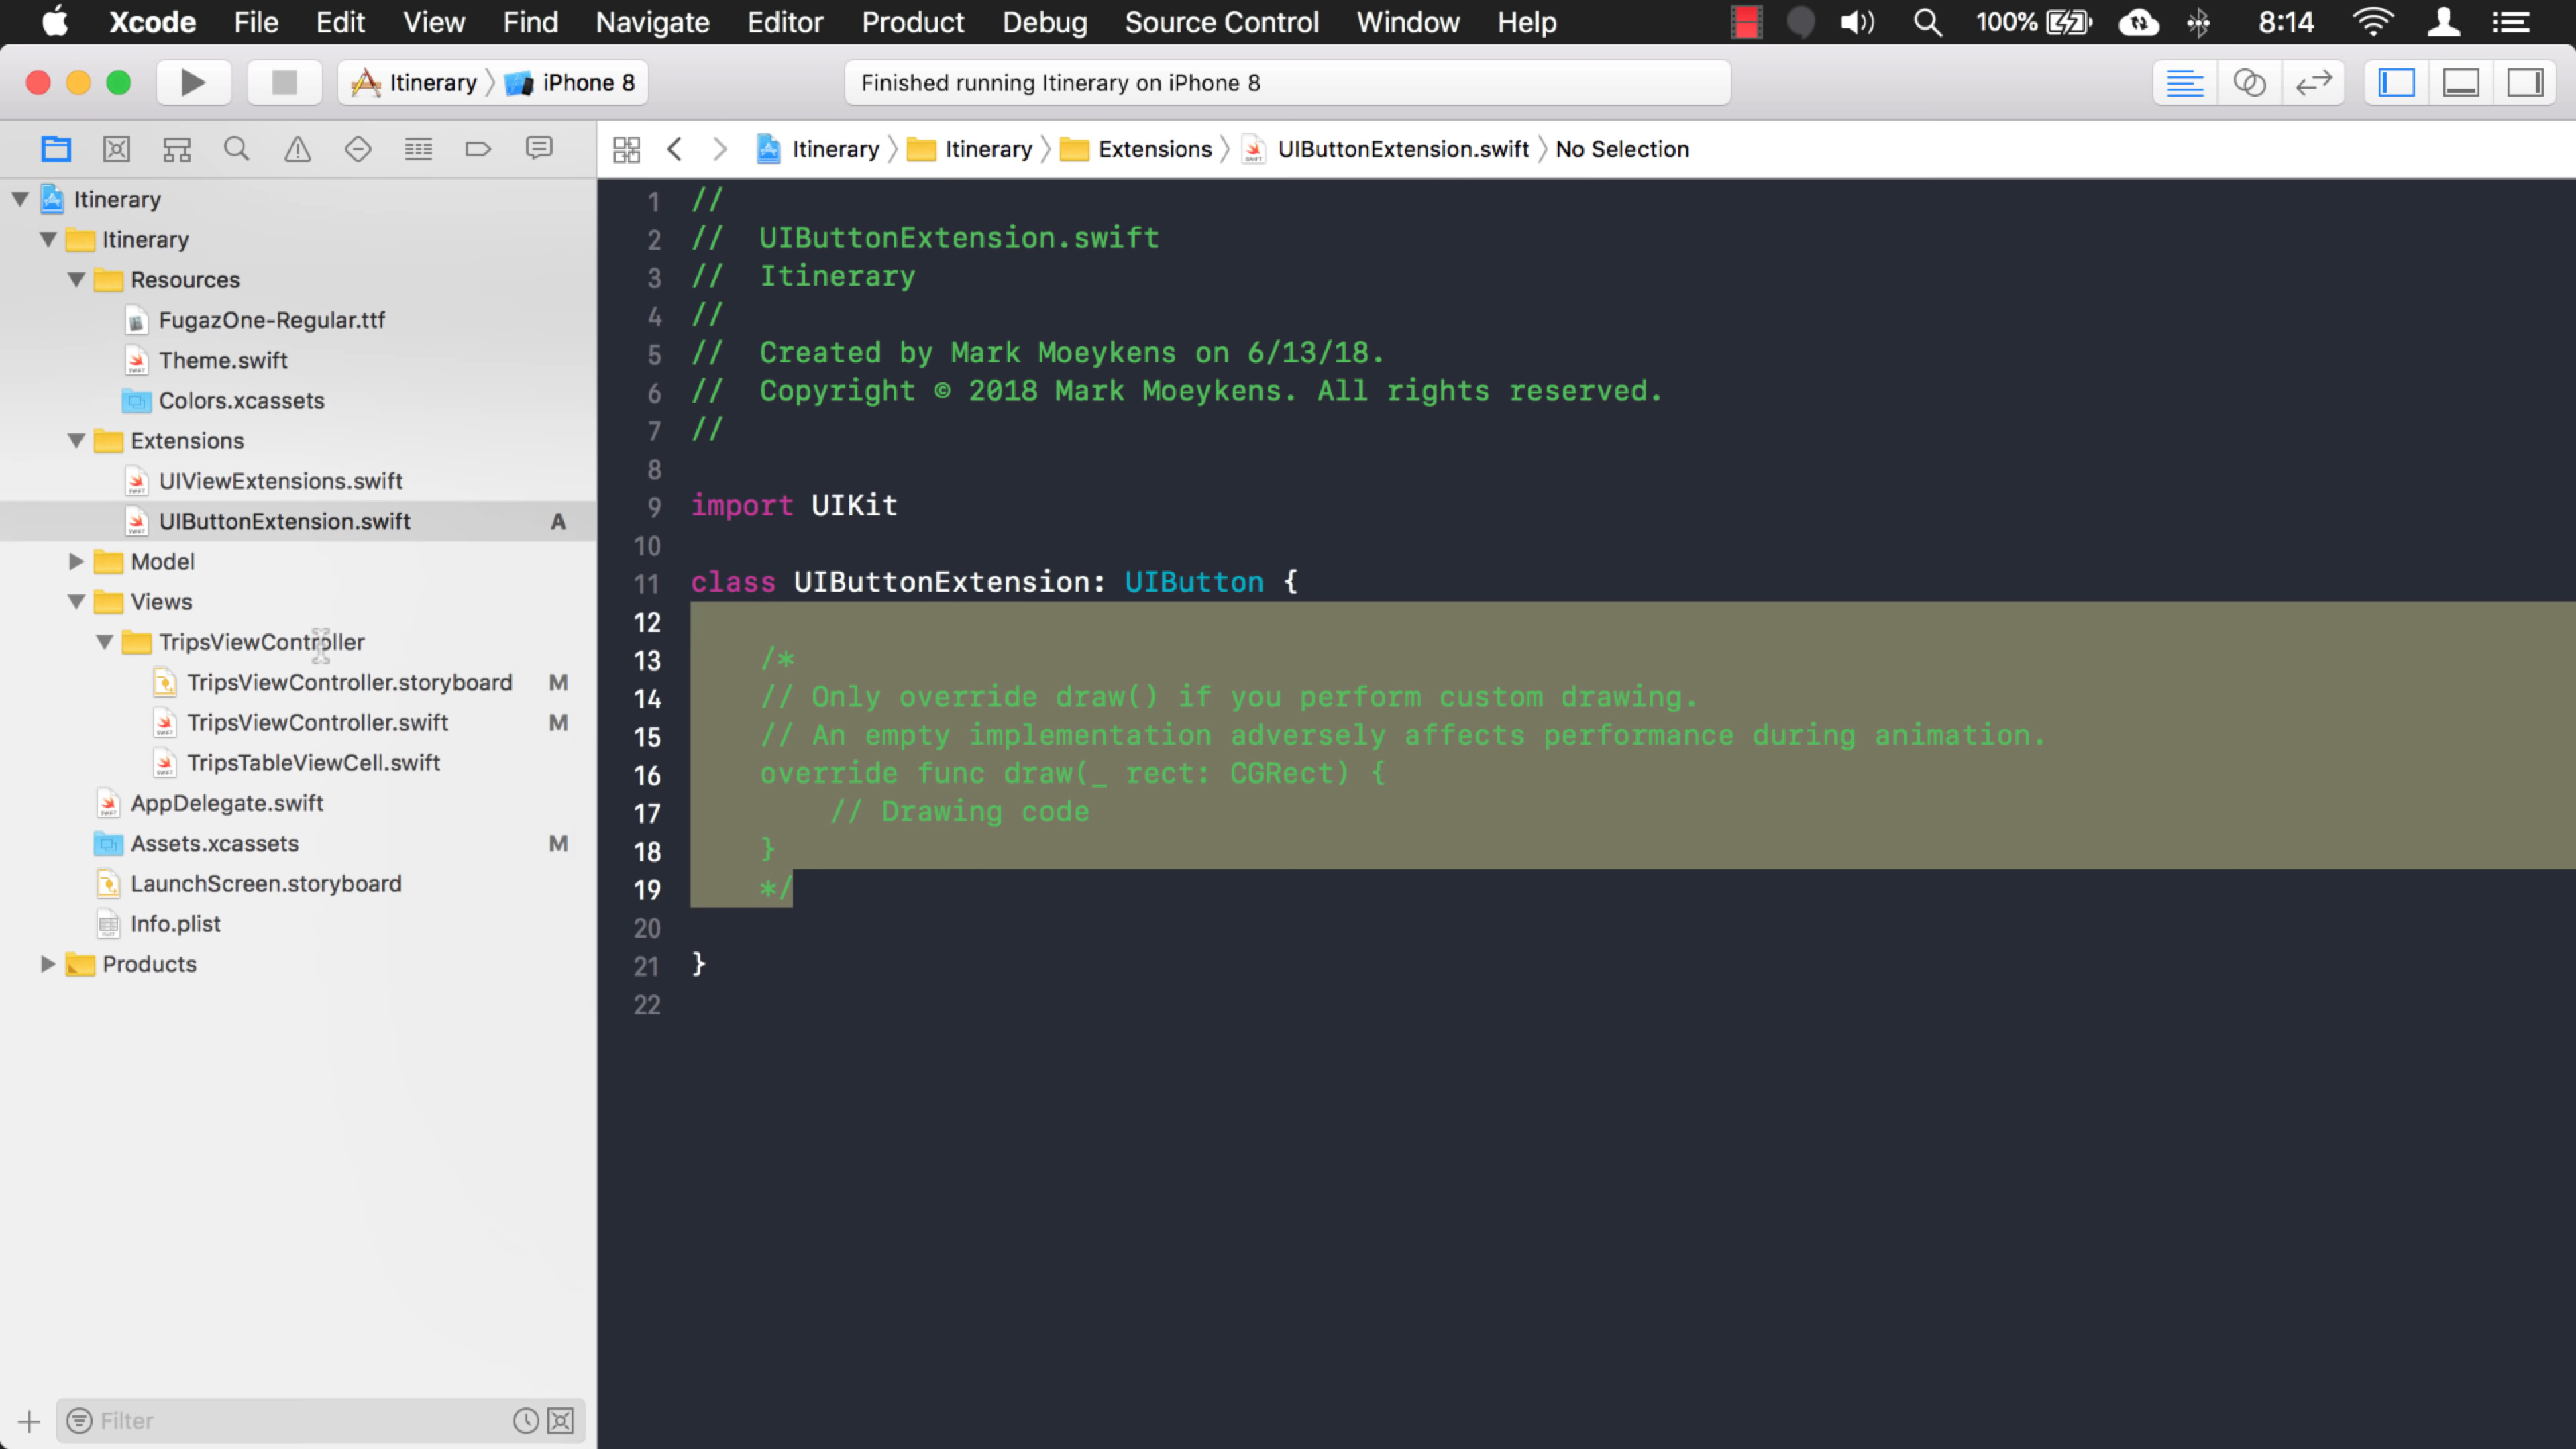 Xcode File Edit View Find Navigate Editor Product Debug Source Control Window Help 100% 8:14
Itinerary iPhone 8 Finished running Itinerary on iPhone 8
Itinerary Itinerary Extensions UIButtonExtension.swift No Selection
Itinerary
Itinerary
Resources
FugazOne-Regular.ttf
Theme.swift
Colors.xcassets
Extensions
UIViewExtensions.swift
UIButtonExtension.swift A
Model
Views
TripsViewController
TripsViewController.storyboard M
TripsViewController.swift M
TripsTableViewCell.swift
AppDelegate.swift
Assets.xcassets M
LaunchScreen.storyboard
Info.plist
Products
Filter
1 //
2 // UIButtonExtension.swift
3 // Itinerary
4 //
5 // Created by Mark Moeykens on 6/13/18.
6 // Copyright © 2018 Mark Moeykens. All rights reserved.
7 //
8
9 import UIKit
10
11 class UIButtonExtension: UIButton {
12
13 /*
14 // Only override draw() if you perform custom drawing.
15 // An empty implementation adversely affects performance during animation.
16 override func draw(_ rect: CGRect) {
17 // Drawing code
18 }
19 */
20
21 }
22